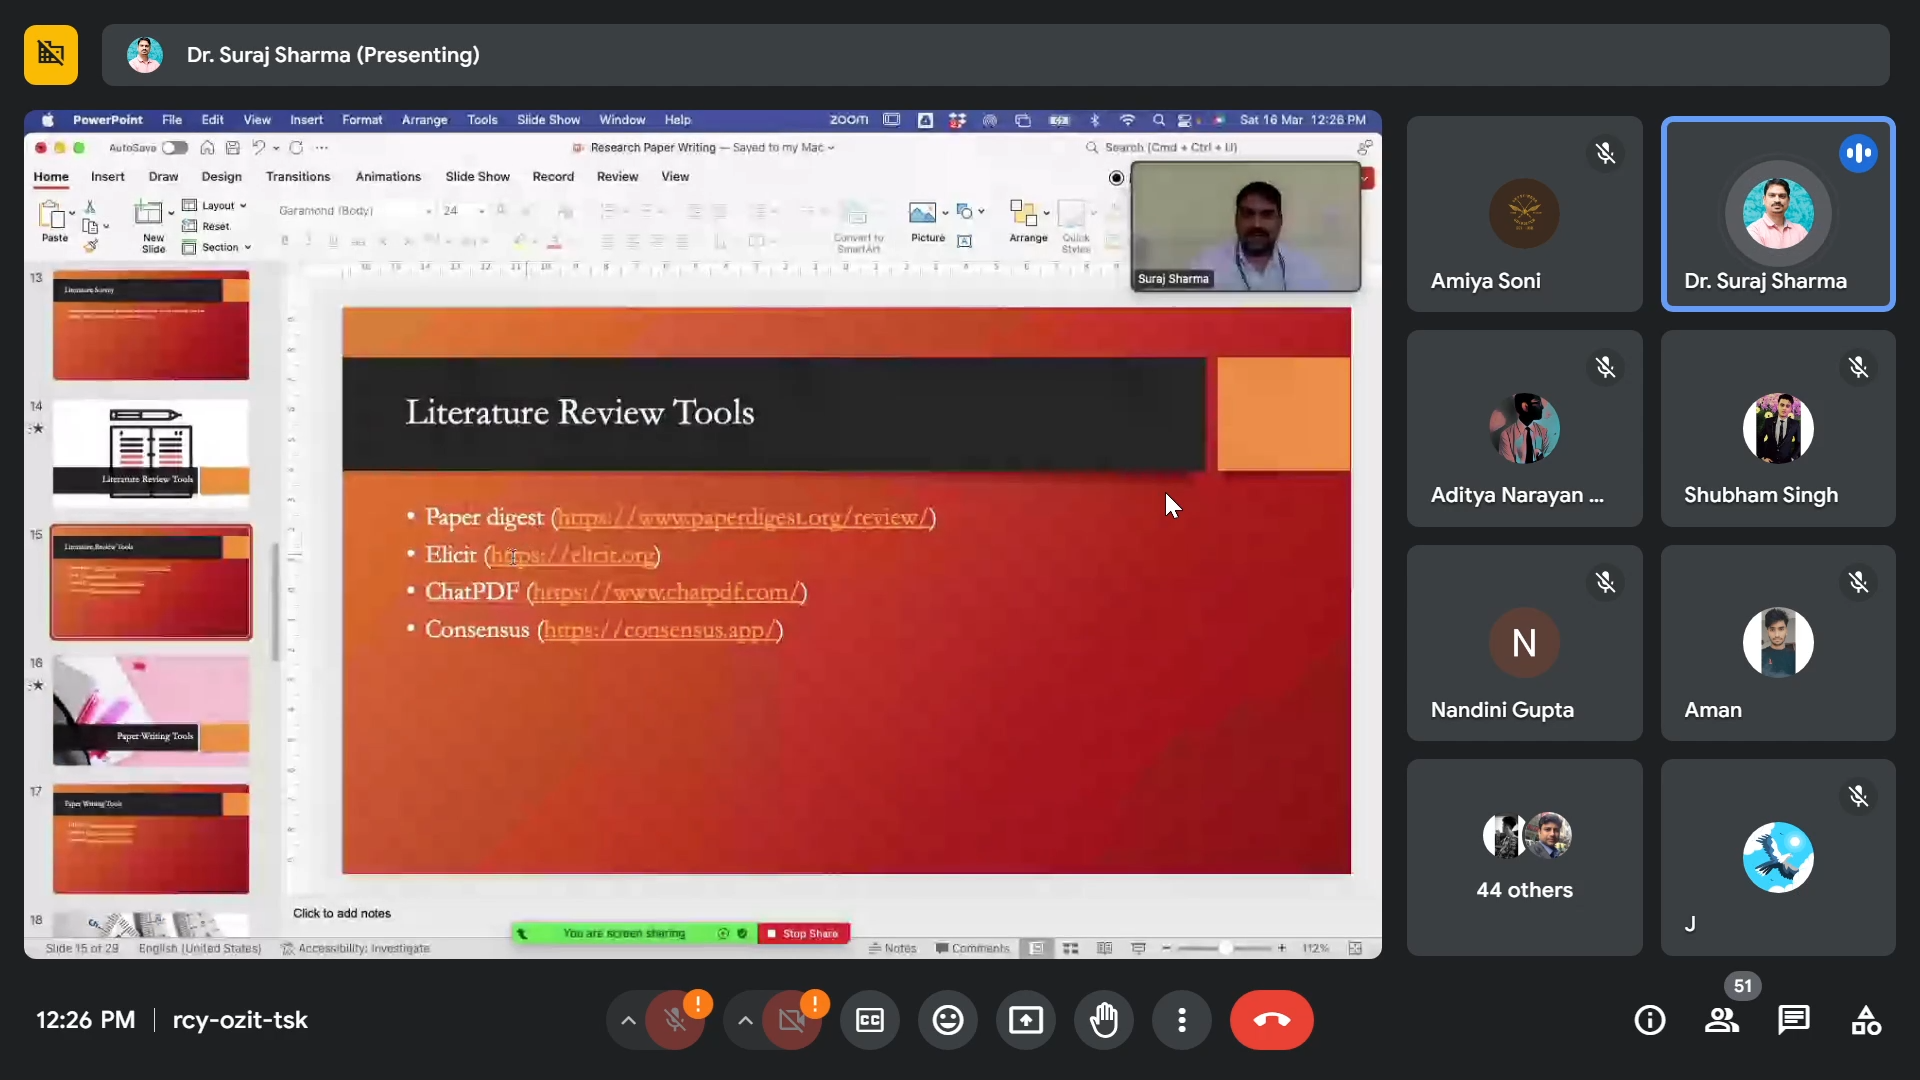 Dr. Suraj Sharma (Presenting)
PowerPoint File Edit View Insert Format Arrange Tools Slide Show Window Help
zoom Sat 16 Mar 12:26 PM
AutoSave
Research Paper Writing — Saved to my Mac
Search (Cmd + Ctrl + U)
Home Insert Draw Design Transitions Animations Slide Show Record Review View
Paste
New Slide
Layout
Reset
Section
Garamond (Body) 24
Convert to SmartArt
Picture
Arrange
Quick Styles
Suraj Sharma
13
Literature Survey
14
Literature Review Tools
15
Literature Review Tools
16
Paper Writing Tools
17
Paper Writing Tools
18
Literature Review Tools
• Paper digest (https://www.paperdigest.org/review/)
• Elicit (https://elicit.org)
• ChatPDF (https://www.chatpdf.com/)
• Consensus (https://consensus.app/)
Click to add notes
You are screen sharing Stop Share
Slide 15 of 29 English (United States) Accessibility: Investigate Notes Comments 112%
Amiya Soni
Dr. Suraj Sharma
Aditya Narayan ...
Shubham Singh
N
Nandini Gupta
Aman
44 others
J
12:26 PM rcy-ozit-tsk
CC
51